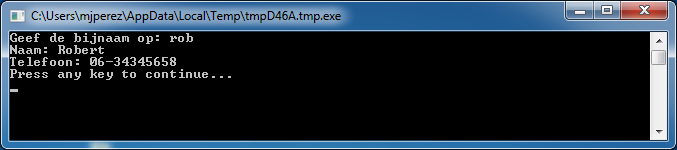 C:\Users\mjperez\AppData\Local\Temp\tmpD46A.tmp.exe
Geef de bijnaam op: rob
Naam: Robert
Telefoon: 06-34345658
Press any key to continue...